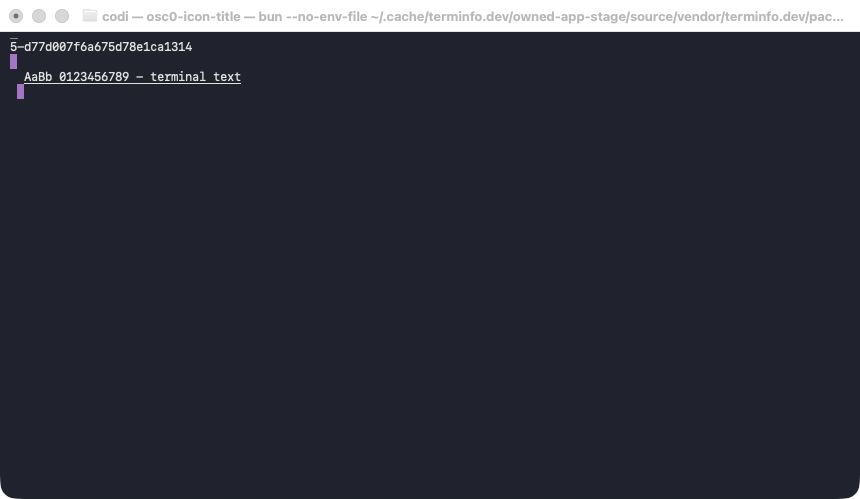 codi — osc0-icon-title — bun --no-env-file ~/.cache/terminfo.dev/owned-app-stage/source/vendor/terminfo.dev/pac...
5-d77d007f6a675d78e1ca1314
AaBb 0123456789 — terminal text